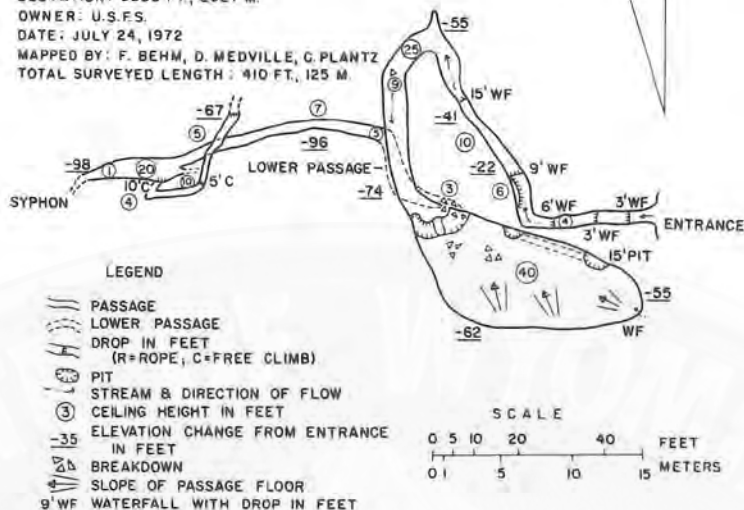 OWNER: U.S.F.S.
DATE: JULY 24, 1972
MAPPED BY: F. BEHM, D. MEDVILLE, C. PLANTZ
TOTAL SURVEYED LENGTH: 410 FT., 125 M.
-55
25
9
15' WF
-67
7
-41
5
5
10
-96
9' WF
-22
-98
1
20
LOWER PASSAGE
6
6' WF
3' WF
10'C
10
5'C
-74
3
4
ENTRANCE
SYPHON
4
3' WF
15' PIT
40
-55
-62
WF
LEGEND
PASSAGE
LOWER PASSAGE
DROP IN FEET
(R=ROPE, C=FREE CLIMB)
PIT
STREAM & DIRECTION OF FLOW
3 CEILING HEIGHT IN FEET
-35 ELEVATION CHANGE FROM ENTRANCE
IN FEET
BREAKDOWN
SLOPE OF PASSAGE FLOOR
9' WF WATERFALL WITH DROP IN FEET
SCALE
0 5 10 20 40 FEET
0 1 5 10 15 METERS